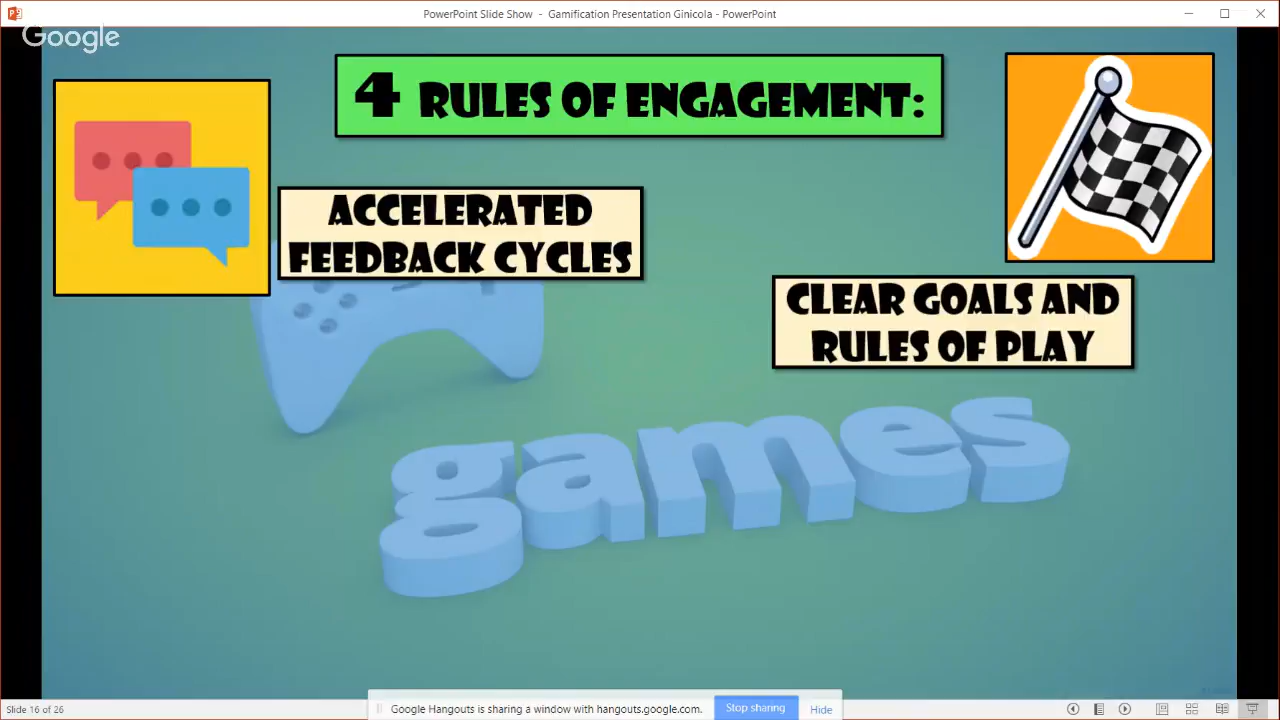 PowerPoint Slide Show - Gamification Presentation Ginicola - PowerPoint
Google
4 RULES OF ENGAGEMENT:
ACCELERATED
FEEDBACK CYCLES
CLEAR GOALS AND
RULES OF PLAY
games
Slide 16 of 26
Google Hangouts is sharing a window with hangouts.google.com.
Stop sharing
Hide